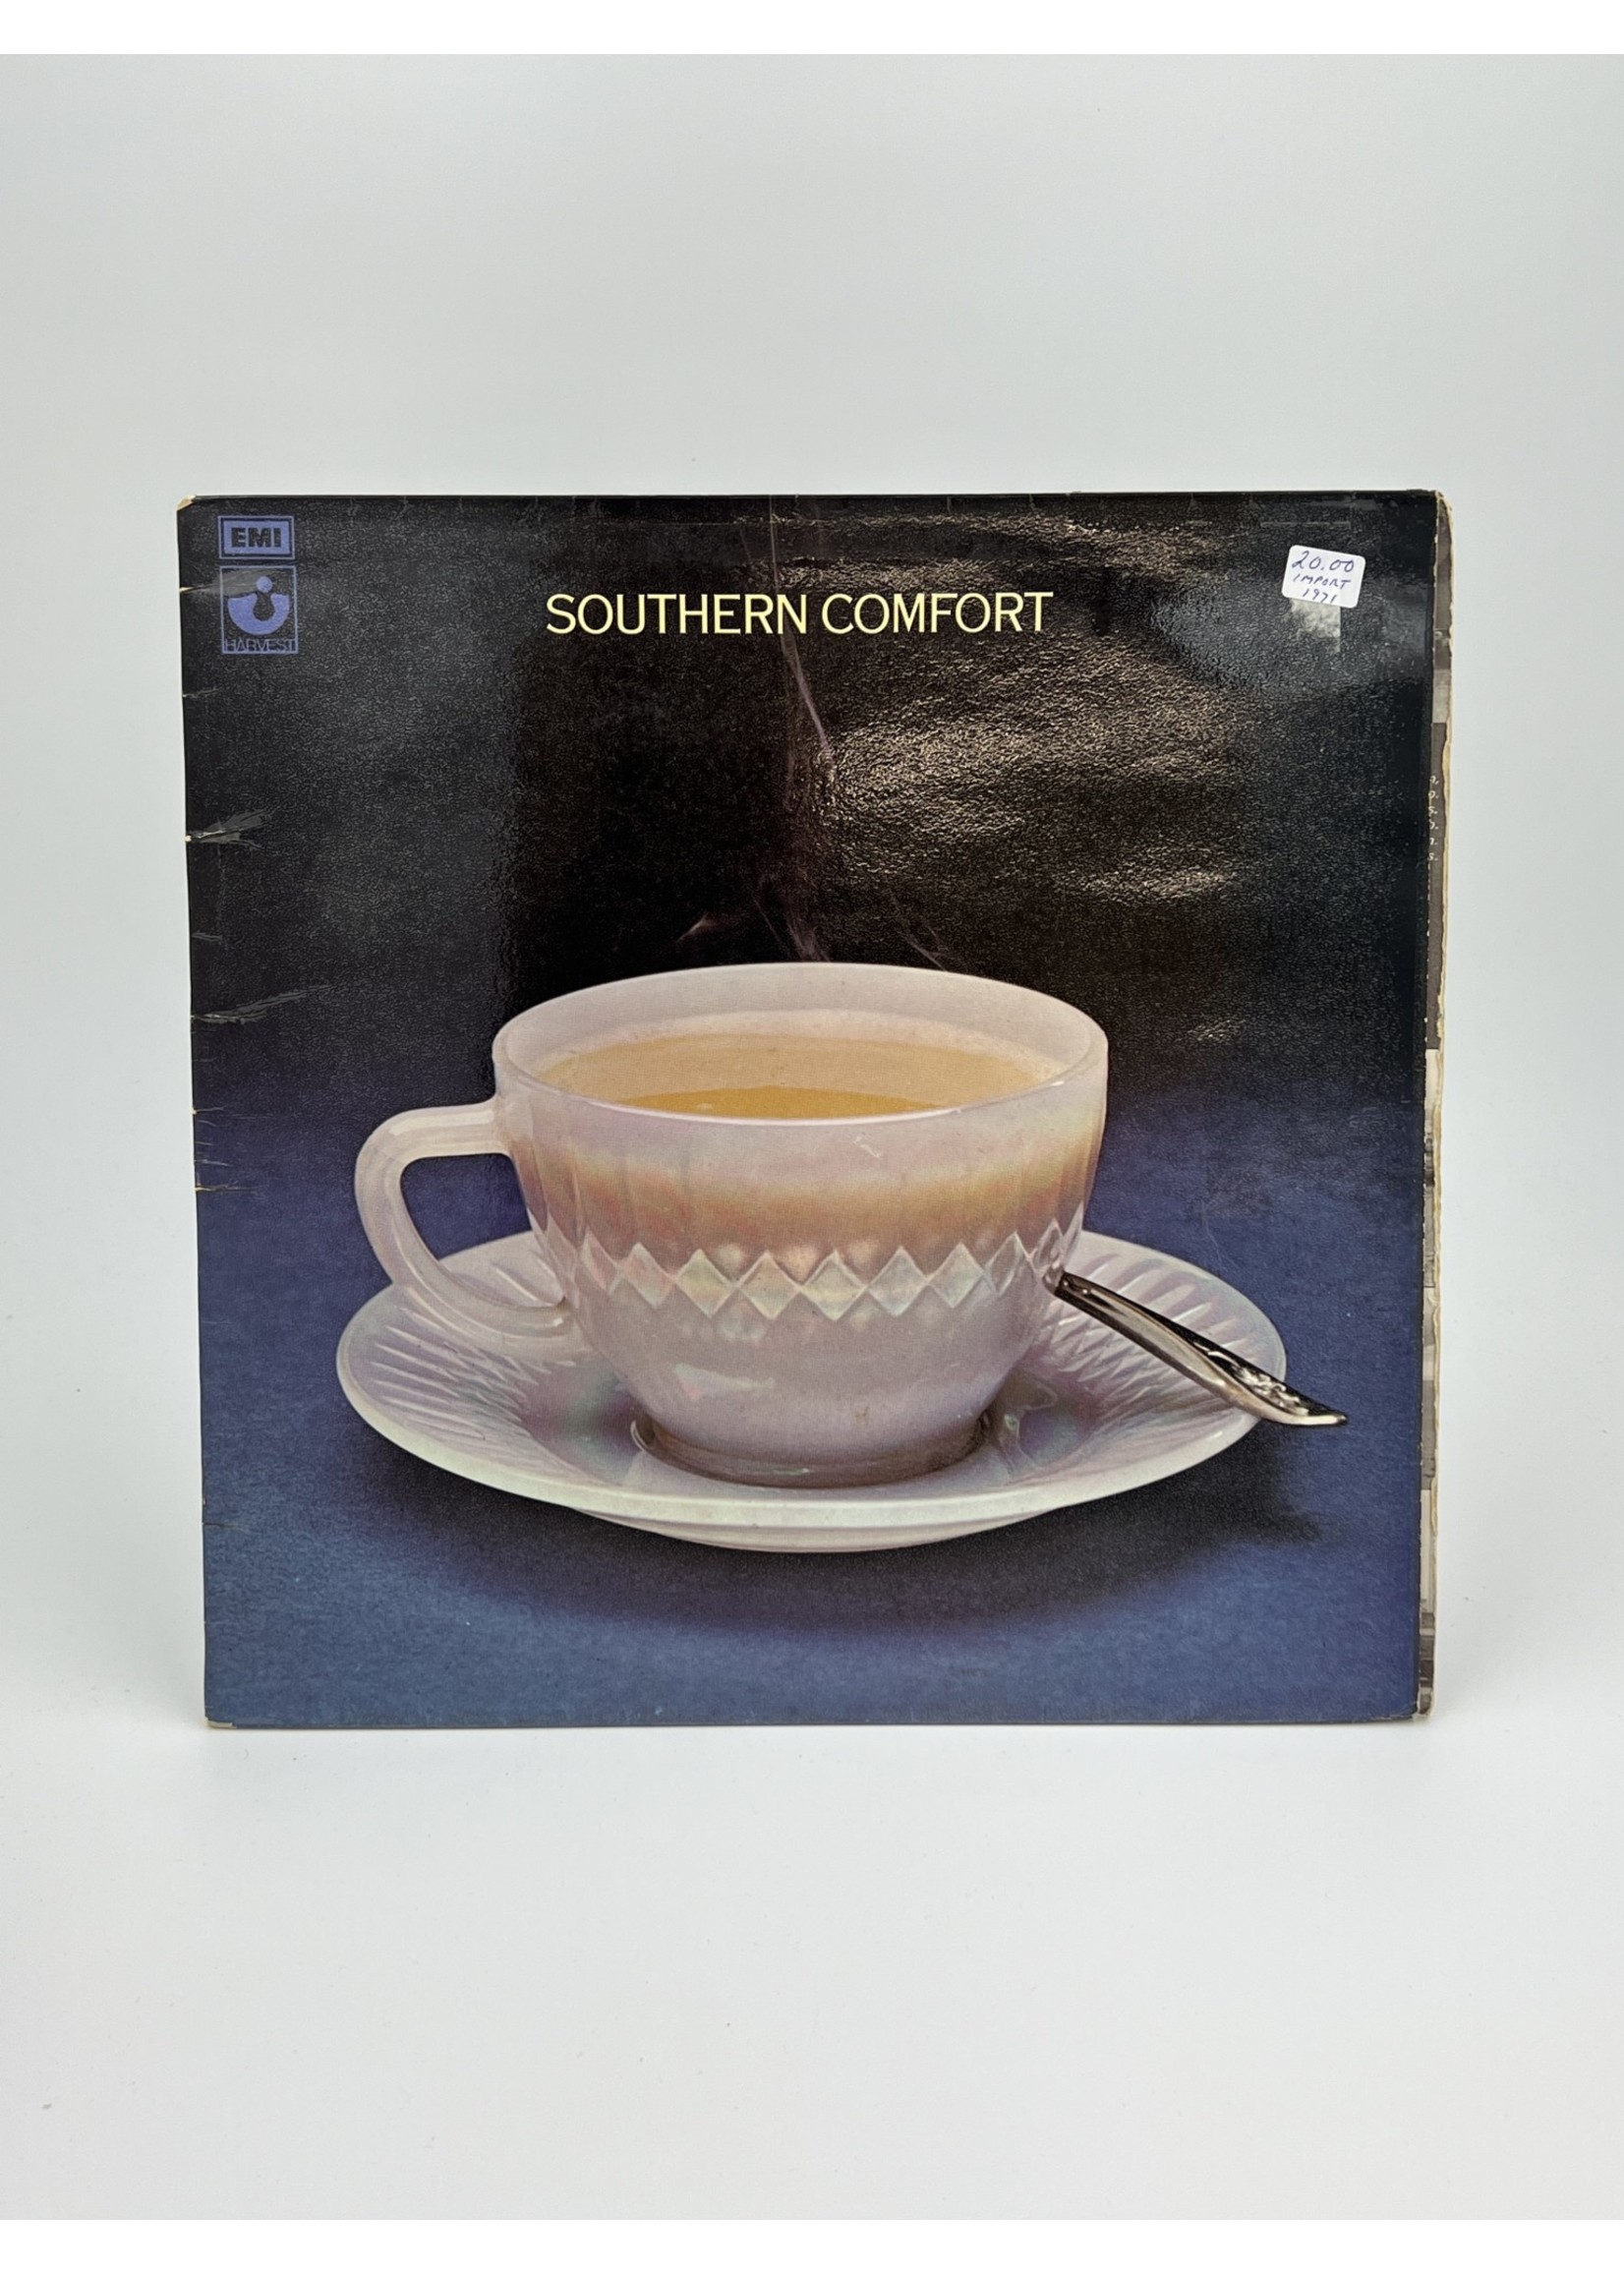 EMI
HARVEST
SOUTHERN COMFORT
20.00
IMPORT
1971